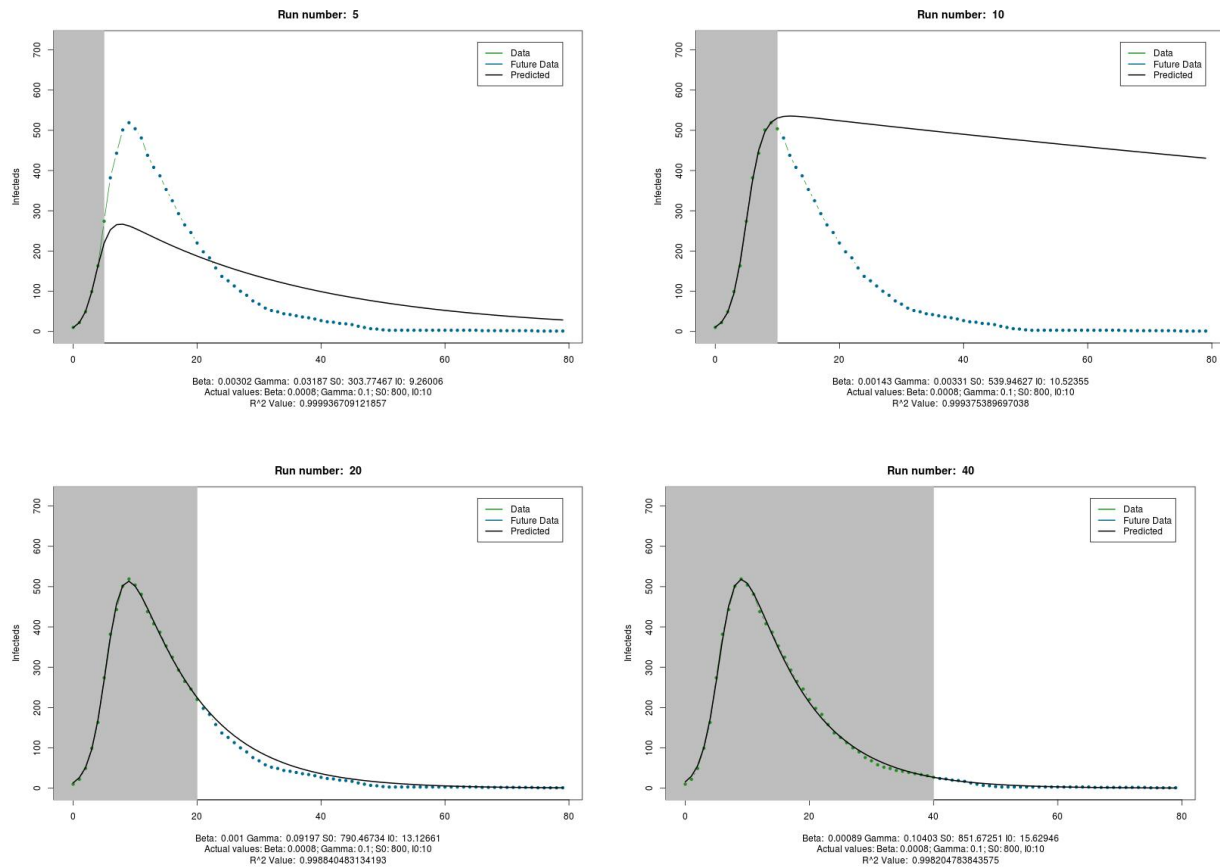 Run number: 5
700
600
500
400
300
200
100
0
Infecteds
Data
Future Data
Predicted
0 20 40 60 80
Beta: 0.00302 Gamma: 0.03187 S0: 303.77467 I0: 9.26006
Actual values: Beta: 0.0008; Gamma: 0.1; S0: 800, I0:10
R^2 Value: 0.999936709121857
Run number: 10
700
600
500
400
300
200
100
0
Infecteds
Data
Future Data
Predicted
0 20 40 60 80
Beta: 0.00143 Gamma: 0.00331 S0: 539.94627 I0: 10.52355
Actual values: Beta: 0.0008; Gamma: 0.1; S0: 800, I0:10
R^2 Value: 0.999375389697038
Run number: 20
700
600
500
400
300
200
100
0
Infecteds
Data
Future Data
Predicted
0 20 40 60 80
Beta: 0.001 Gamma: 0.09197 S0: 790.46734 I0: 13.12661
Actual values: Beta: 0.0008; Gamma: 0.1; S0: 800, I0:10
R^2 Value: 0.998840483134193
Run number: 40
700
600
500
400
300
200
100
0
Infecteds
Data
Future Data
Predicted
0 20 40 60 80
Beta: 0.00089 Gamma: 0.10403 S0: 851.67251 I0: 15.62946
Actual values: Beta: 0.0008; Gamma: 0.1; S0: 800, I0:10
R^2 Value: 0.998204783843575